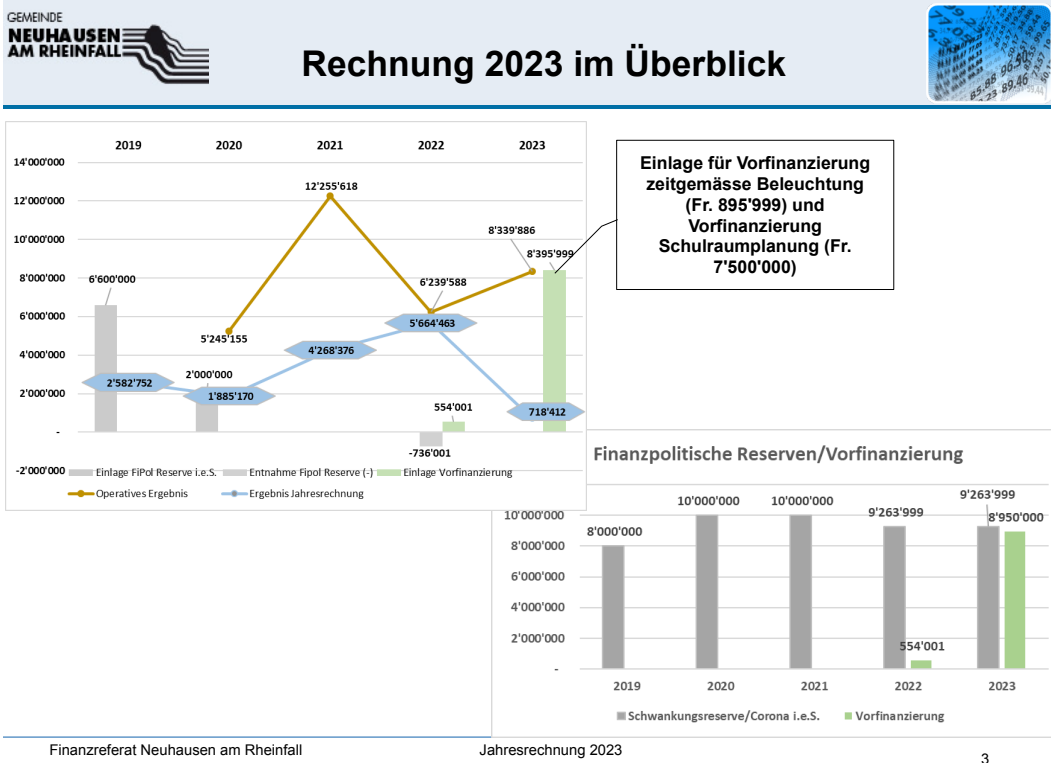 GEMEINDE
NEUHAUSEN
AM RHEINFALL
Rechnung 2023 im Überblick
2019 2020 2021 2022 2023
14'000'000
12'000'000
10'000'000
8'000'000
6'000'000
4'000'000
2'000'000
-
-2'000'000
12'255'618
8'339'886
8'395'999
6'600'000
6'239'588
5'245'155
5'664'463
4'268'376
2'582'752
2'000'000
1'885'170
554'001
718'412
-736'001
Einlage FiPol Reserve i.e.S. Entnahme Fipol Reserve (-) Einlage Vorfinanzierung
Operatives Ergebnis Ergebnis Jahresrechnung
Einlage für Vorfinanzierung
zeitgemässe Beleuchtung
(Fr. 895'999) und
Vorfinanzierung
Schulraumplanung (Fr.
7'500'000)
Finanzpolitische Reserven/Vorfinanzierung
10'000'000
8'000'000
6'000'000
4'000'000
2'000'000
-
8'000'000
10'000'000
10'000'000
9'263'999
9'263'999
8'950'000
554'001
2019 2020 2021 2022 2023
Schwankungsreserve/Corona i.e.S. Vorfinanzierung
Finanzreferat Neuhausen am Rheinfall Jahresrechnung 2023 3